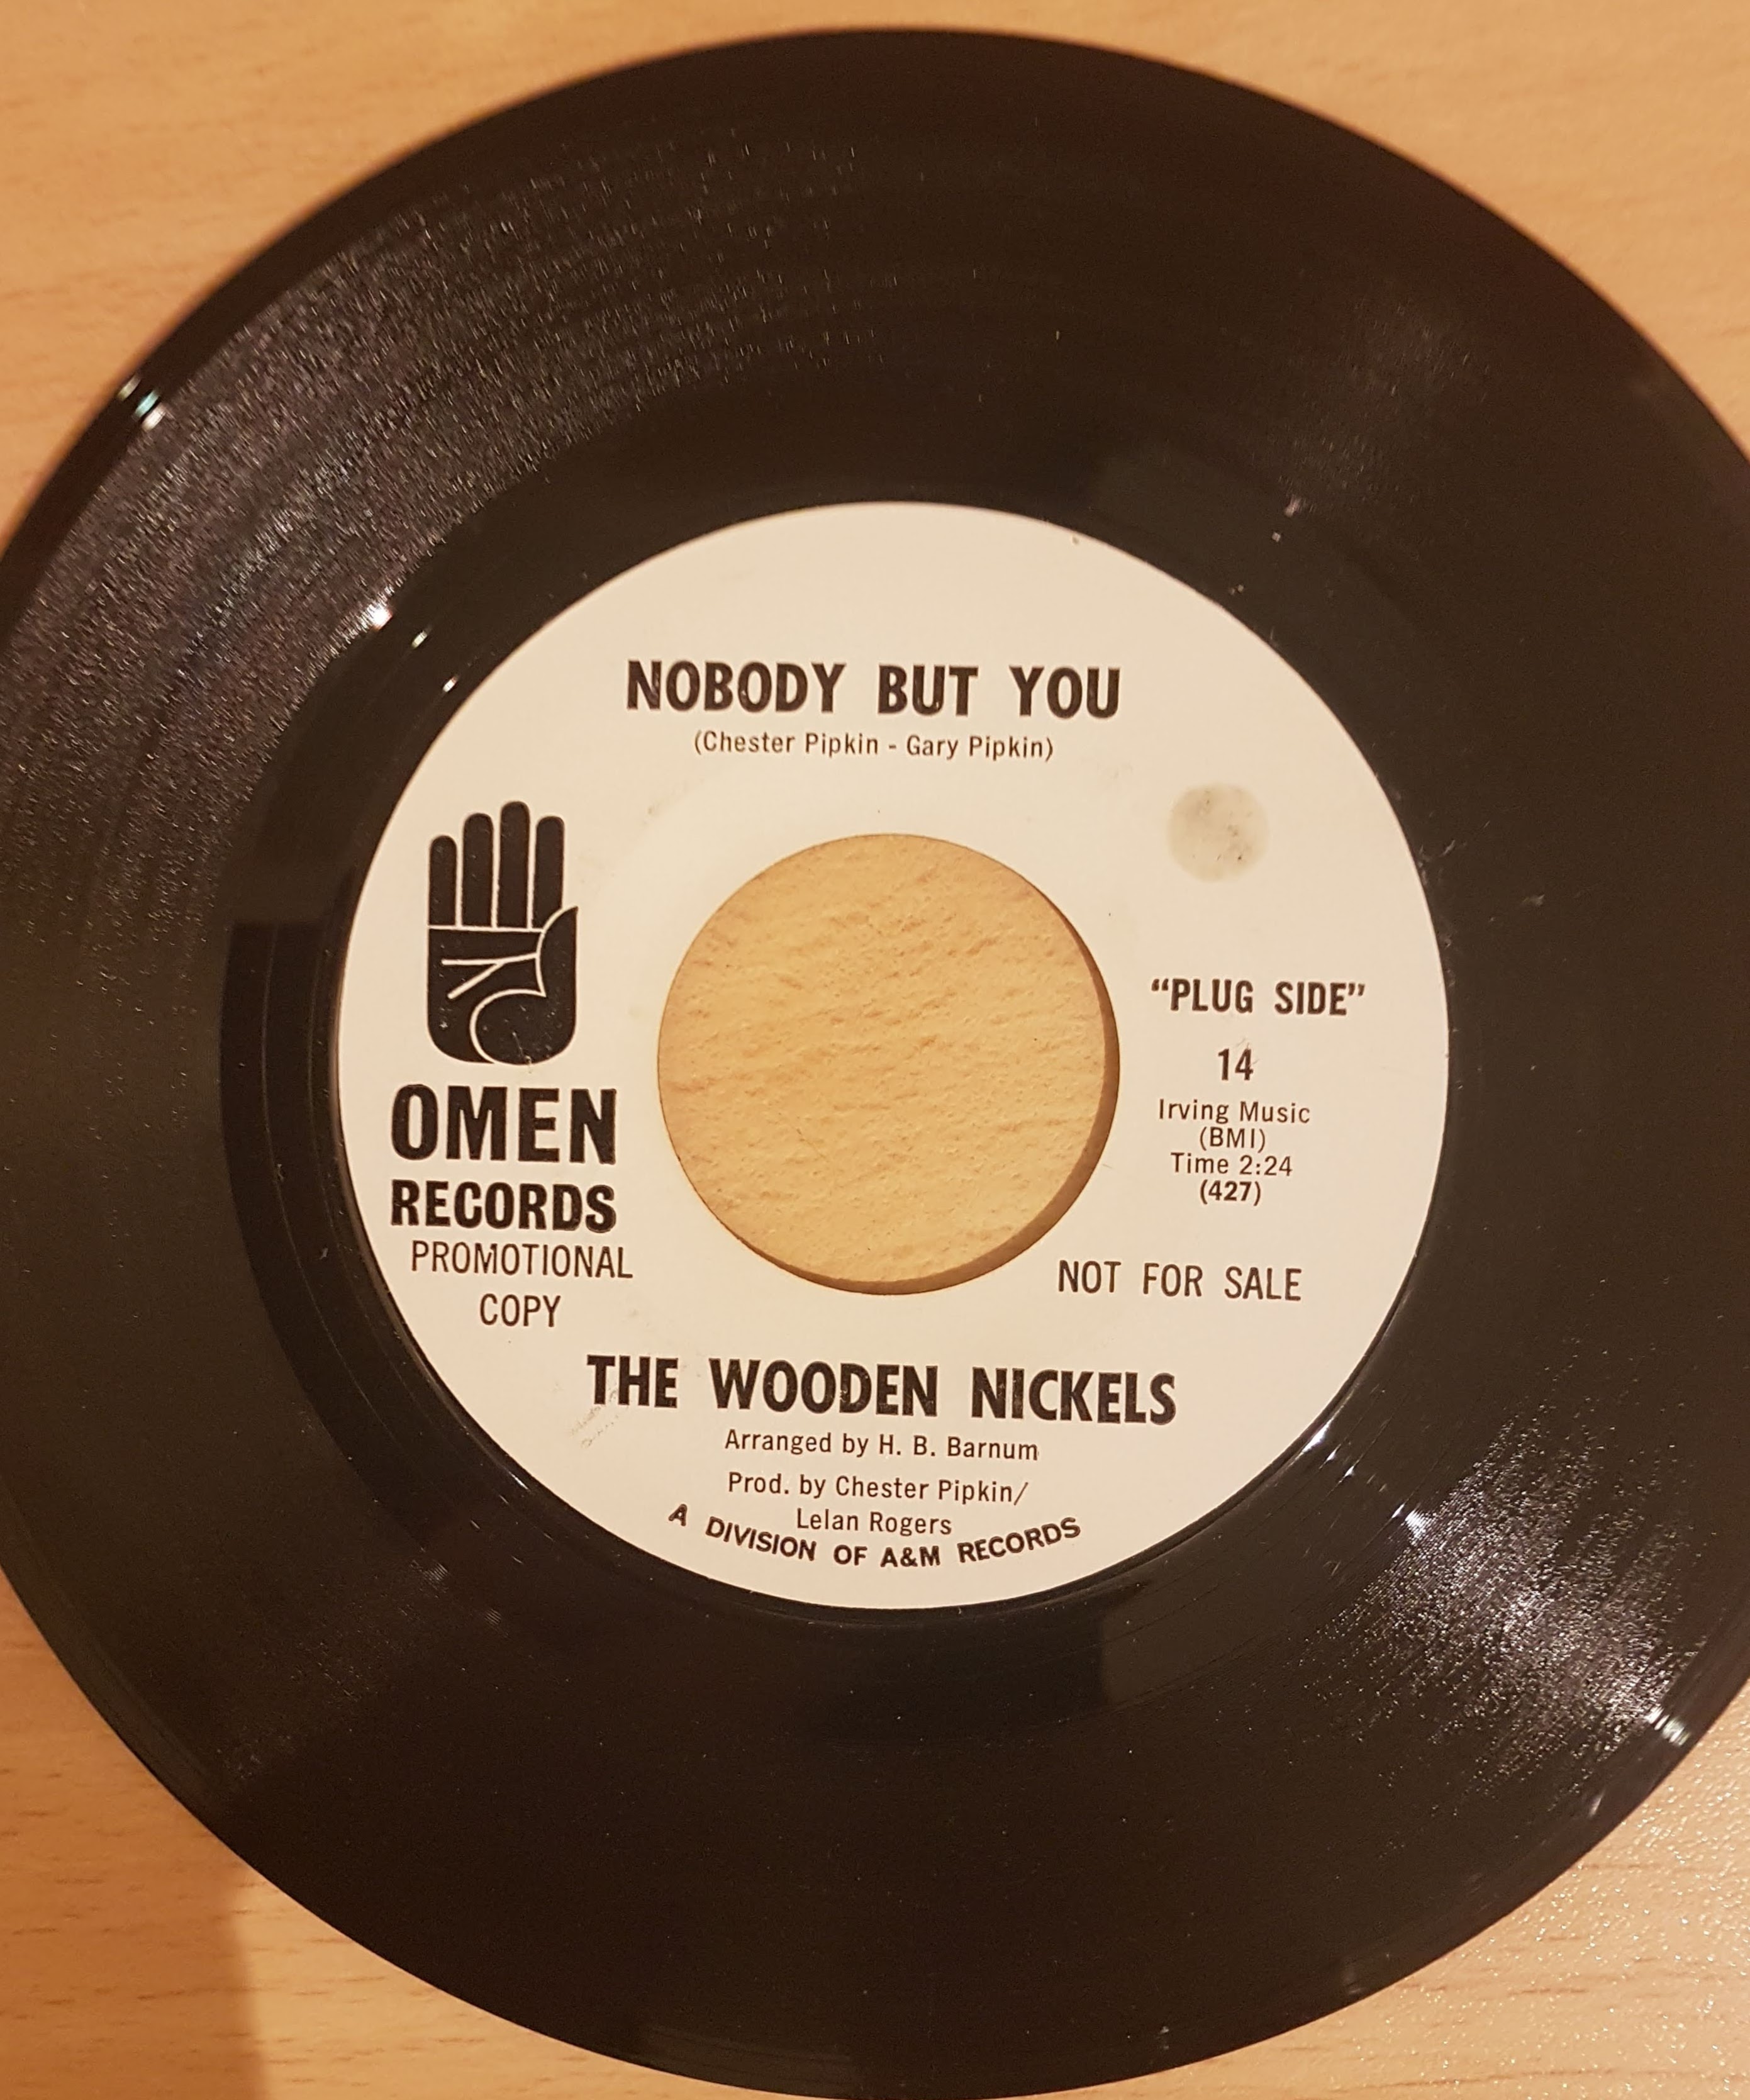 NOBODY BUT YOU
(Chester Pipkin - Gary Pipkin)
OMEN
RECORDS
PROMOTIONAL
COPY
“PLUG SIDE”
14
Irving Music
(BMI)
Time 2:24
(427)
NOT FOR SALE
THE WOODEN NICKELS
Arranged by H. B. Barnum
Prod. by Chester Pipkin/
Lelan Rogers
A DIVISION OF A&M RECORDS